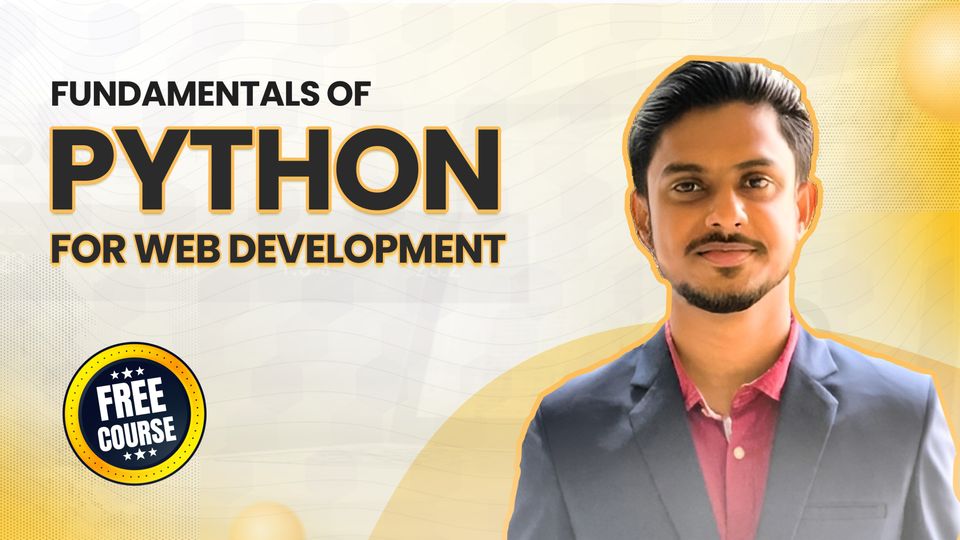 FUNDAMENTALS OF
PYTHON
FOR WEB DEVELOPMENT
FREE
COURSE